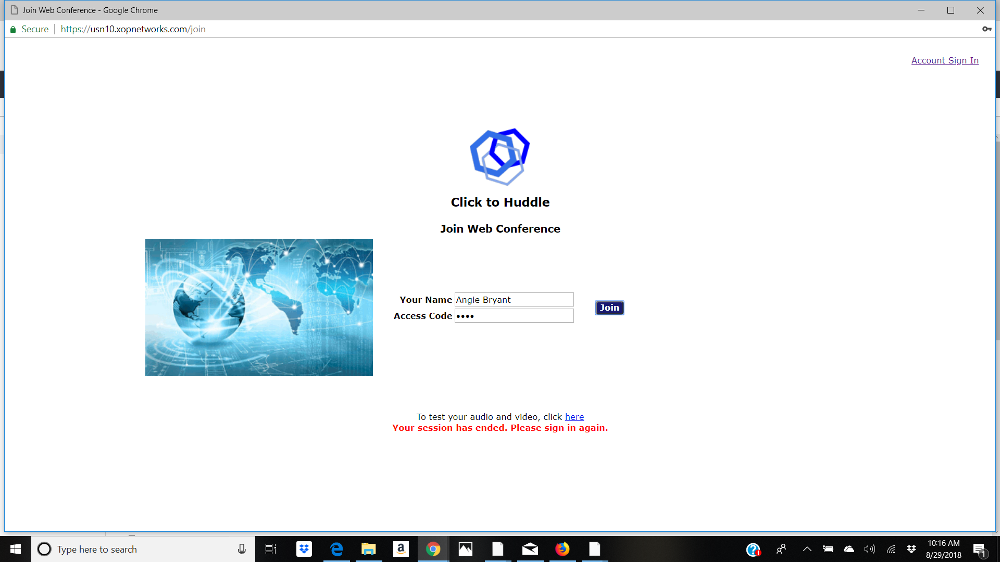 Join Web Conference - Google Chrome
Secure
https://usn10.xopnetworks.com/join
Account Sign In
Click to Huddle
Join Web Conference
Your Name Angie Bryant
Access Code ••••
Join
To test your audio and video, click here
Your session has ended. Please sign in again.
Type here to search
10:16 AM
8/29/2018
1